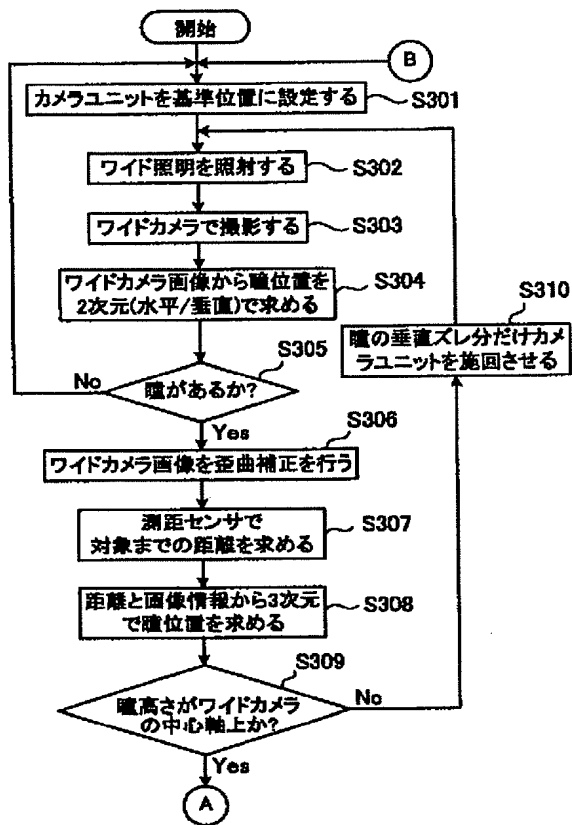 開始
B
カメラユニットを基準位置に設定する
S301
ワイド照明を照射する
S302
ワイドカメラで撮影する
S303
ワイドカメラ画像から瞳位置を
2次元(水平/垂直)で求める
S304
S310
瞳の垂直ズレ分だけカメ
ラユニットを施回させる
S305
瞳があるか?
No
Yes
S306
ワイドカメラ画像を歪曲補正を行う
測距センサで
対象までの距離を求める
S307
距離と画像情報から3次元
で瞳位置を求める
S308
S309
瞳高さがワイドカメラ
の中心軸上か?
No
Yes
A